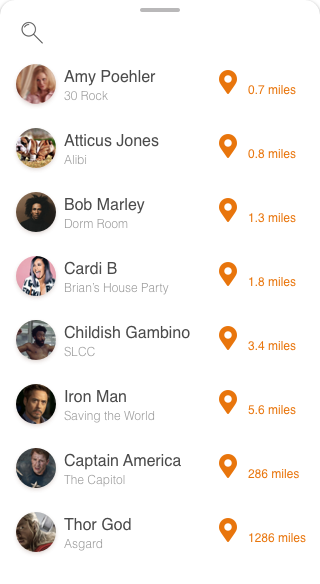 Amy Poehler
30 Rock
0.7 miles
Atticus Jones
Alibi
0.8 miles
Bob Marley
Dorm Room
1.3 miles
Cardi B
Brian's House Party
1.8 miles
Childish Gambino
SLCC
3.4 miles
Iron Man
Saving the World
5.6 miles
Captain America
The Capitol
286 miles
Thor God
Asgard
1286 miles